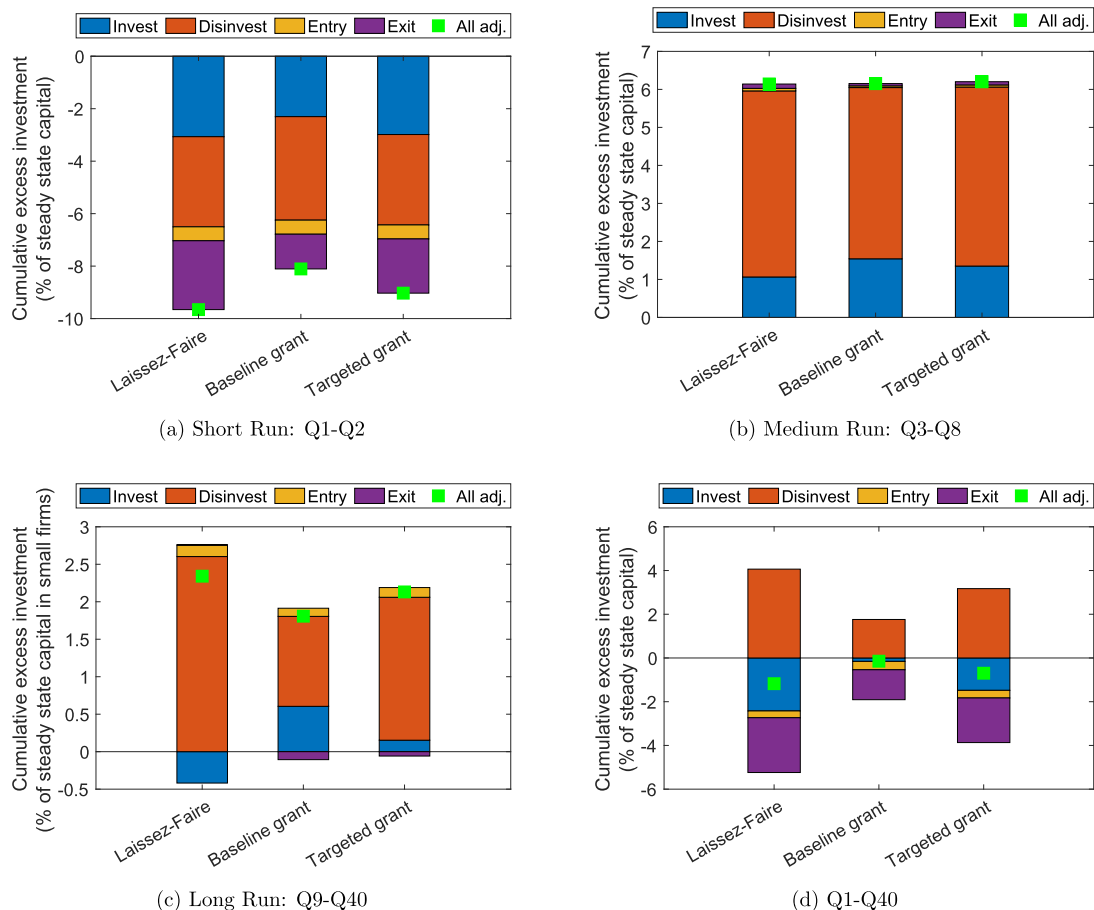 Invest Disinvest Entry Exit All adj.
0
-2
-4
-6
-8
-10
Cumulative excess investment
(% of steady state capital)
Laissez-Faire
Baseline grant
Targeted grant
(a) Short Run: Q1-Q2
Invest Disinvest Entry Exit All adj.
7
6
5
4
3
2
1
0
Cumulative excess investment
(% of steady state capital)
Laissez-Faire
Baseline grant
Targeted grant
(b) Medium Run: Q3-Q8
Invest Disinvest Entry Exit All adj.
3
2.5
2
1.5
1
0.5
0
-0.5
Cumulative excess investment
(% of steady state capital in small firms)
Laissez-Faire
Baseline grant
Targeted grant
(c) Long Run: Q9-Q40
Invest Disinvest Entry Exit All adj.
6
4
2
0
-2
-4
-6
Cumulative excess investment
(% of steady state capital)
Laissez-Faire
Baseline grant
Targeted grant
(d) Q1-Q40